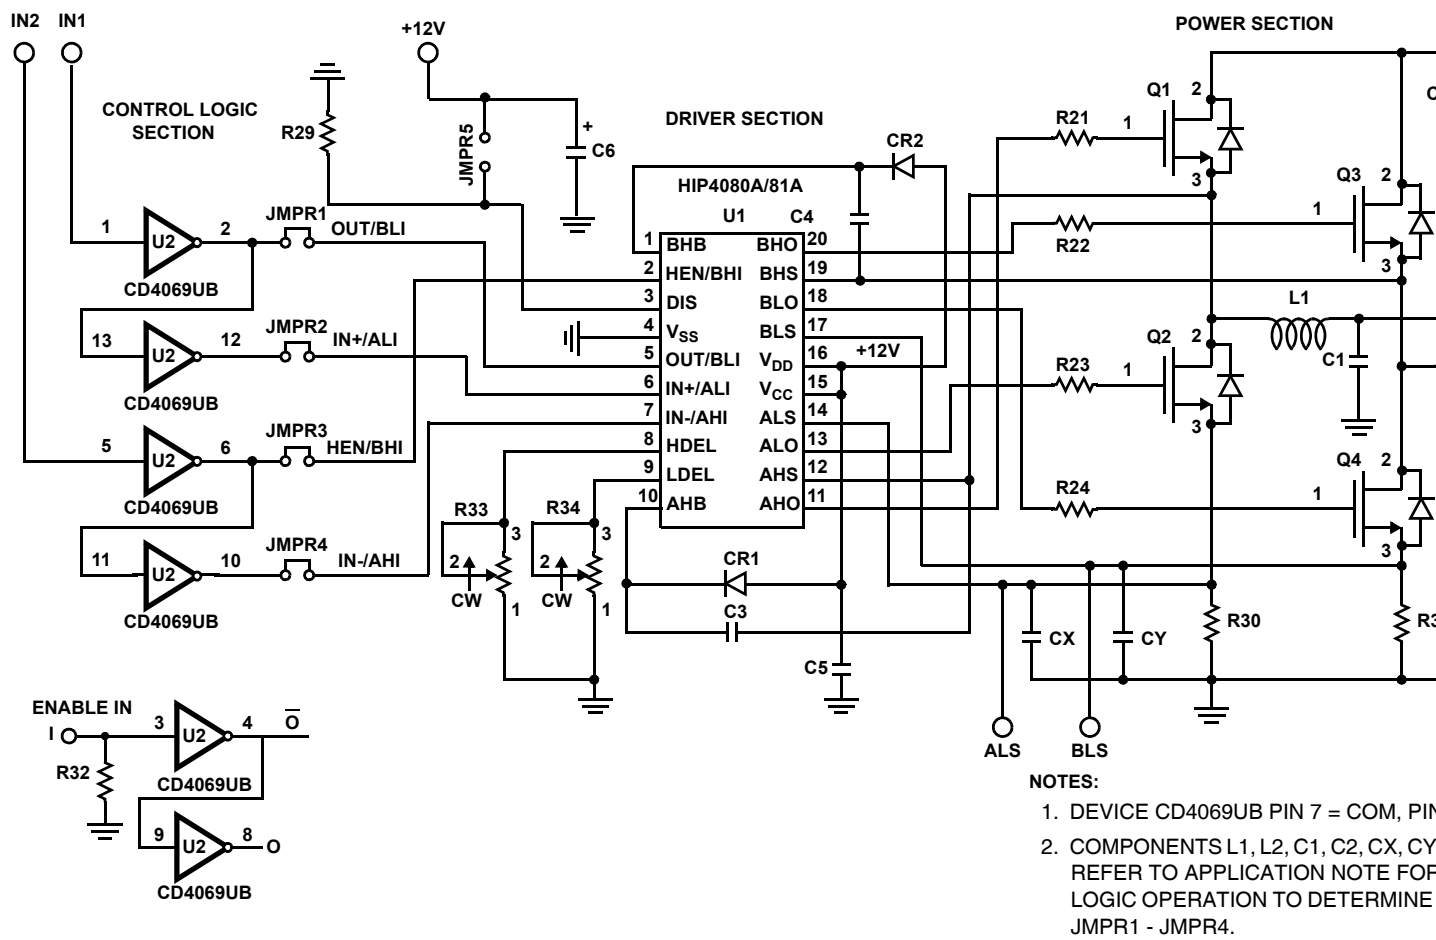 IN2 IN1
+12V
POWER SECTION
CONTROL LOGIC
SECTION
R29
JMPR5
+
C6
DRIVER SECTION
CR2
HIP4080A/81A
U1
C4
1 BHB
2 HEN/BHI
3 DIS
4 VSS
5 OUT/BLI
6 IN+/ALI
7 IN-/AHI
8 HDEL
9 LDEL
10 AHB
BHO 20
BHS 19
BLO 18
BLS 17
VDD 16
VCC 15
ALS 14
ALO 13
AHS 12
AHO 11
+12V
1 U2 2
CD4069UB
JMPR1
OUT/BLI
13 U2 12
CD4069UB
JMPR2
IN+/ALI
5 U2 6
CD4069UB
JMPR3
HEN/BHI
11 U2 10
CD4069UB
JMPR4
IN-/AHI
R33
3
2
CW
1
R34
3
2
CW
1
CR1
C3
C5
R21
R22
R23
R24
Q1
1
2
3
Q3
1
2
3
Q2
1
2
3
Q4
1
2
3
C
L1
C1
CX
CY
R30
R3
ALS
BLS
ENABLE IN
I
R32
3 U2 4
O
CD4069UB
9 U2 8
O
CD4069UB
NOTES:
1. DEVICE CD4069UB PIN 7 = COM, PIN
2. COMPONENTS L1, L2, C1, C2, CX, CY
REFER TO APPLICATION NOTE FOR
LOGIC OPERATION TO DETERMINE
JMPR1 - JMPR4.